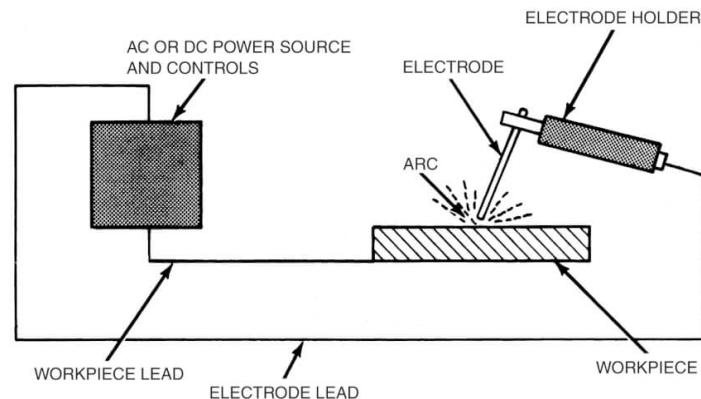 ELECTRODE HOLDER
AC OR DC POWER SOURCE
AND CONTROLS
ELECTRODE
ARC
WORKPIECE LEAD
ELECTRODE LEAD
WORKPIECE